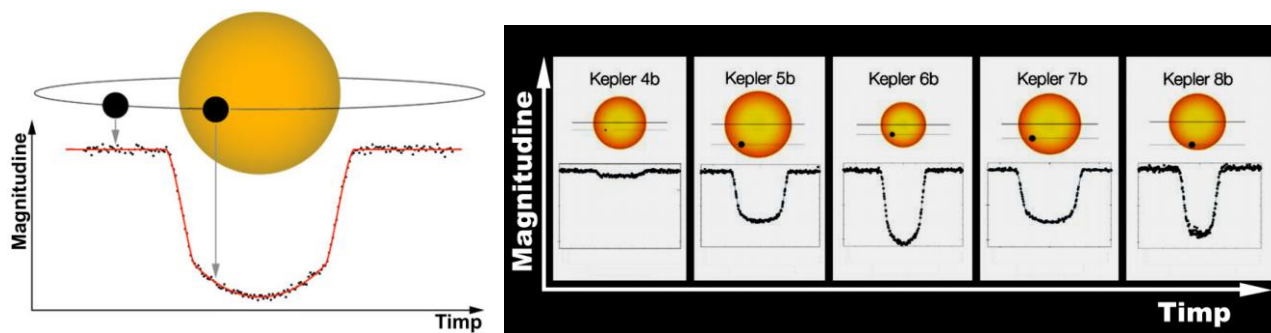 Magnitudine
Timp
Magnitudine
Kepler 4b
Kepler 5b
Kepler 6b
Kepler 7b
Kepler 8b
Timp